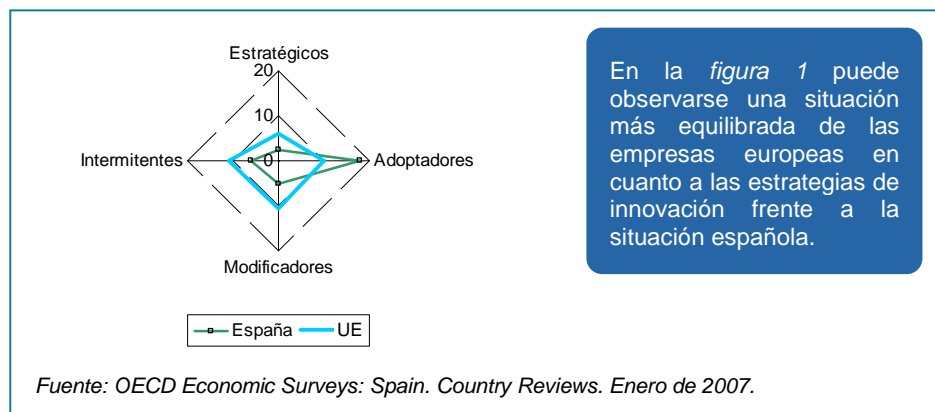 Estratégicos
20
10
Intermitentes
0
Adoptadores
Modificadores
España
UE
En la figura 1 puede
observarse una situación
más equilibrada de las
empresas europeas en
cuanto a las estrategias de
innovación frente a la
situación española.
Fuente: OECD Economic Surveys: Spain. Country Reviews. Enero de 2007.